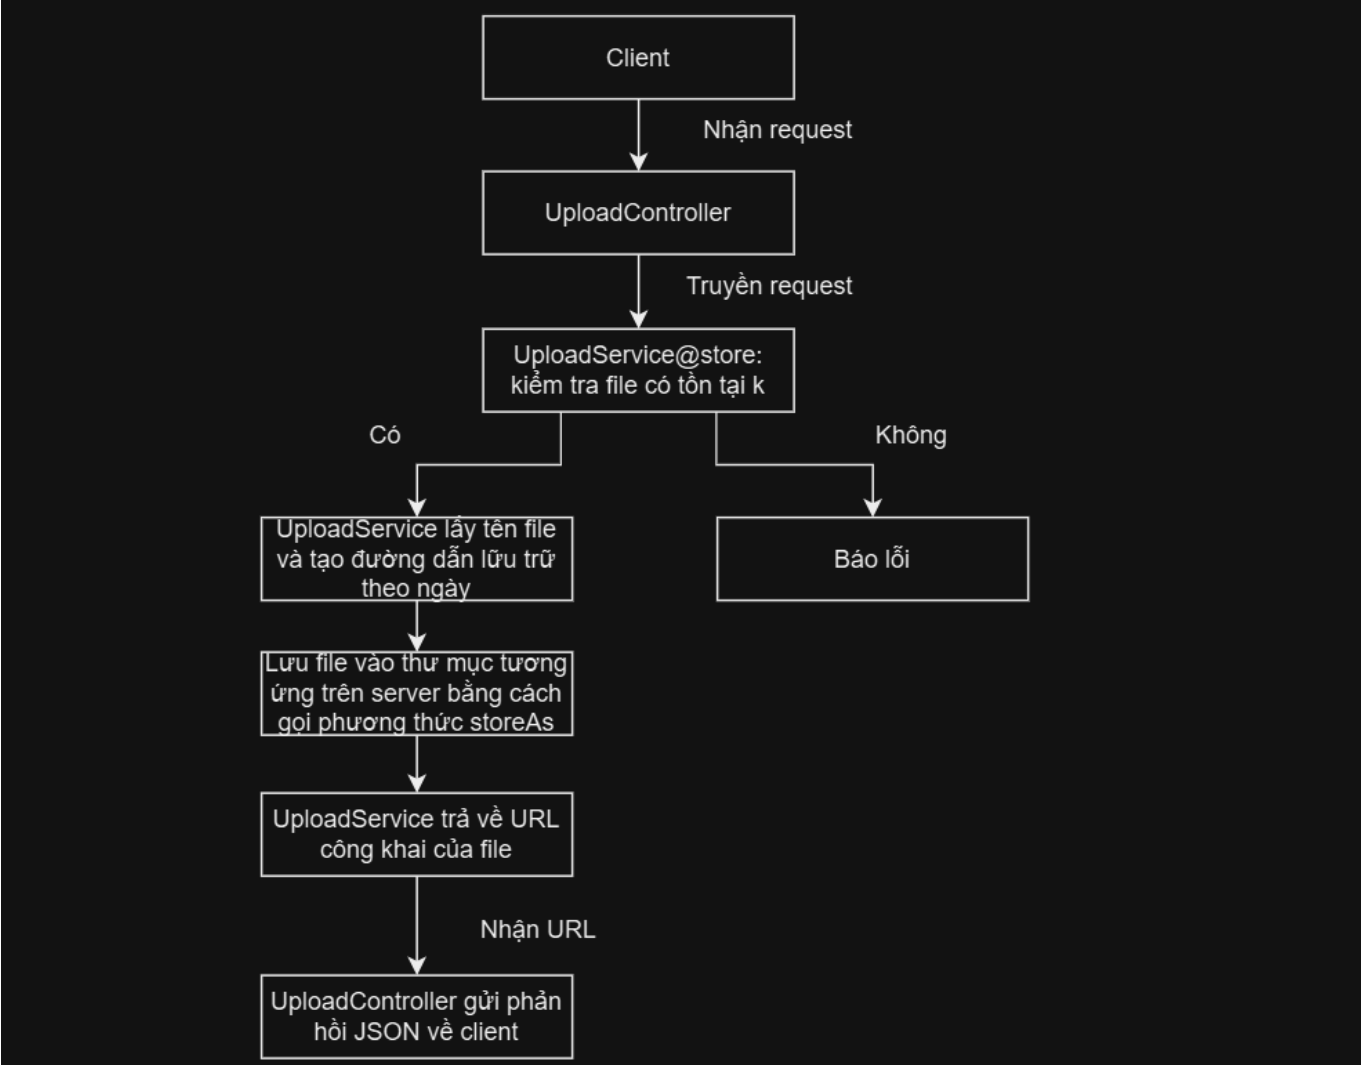 Client
Nhận request
UploadController
Truyền request
UploadService@store:
kiểm tra file có tồn tại k
Có
Không
UploadService lấy tên file
và tạo đường dẫn lữu trữ
theo ngày
Báo lỗi
Lưu file vào thư mục tương
ứng trên server bằng cách
gọi phương thức storeAs
UploadService trả về URL
công khai của file
Nhận URL
UploadController gửi phản
hồi JSON về client